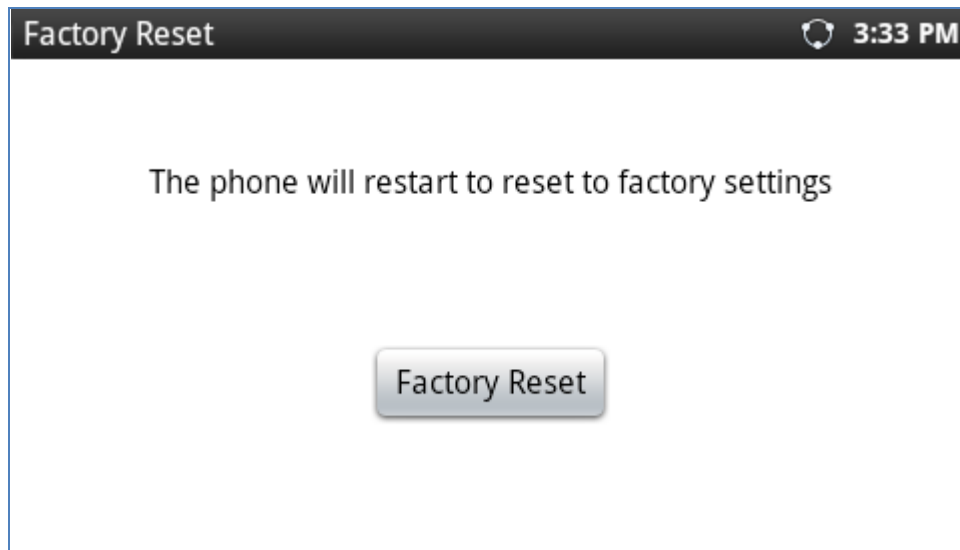 Factory Reset 3:33 PM
The phone will restart to reset to factory settings
Factory Reset